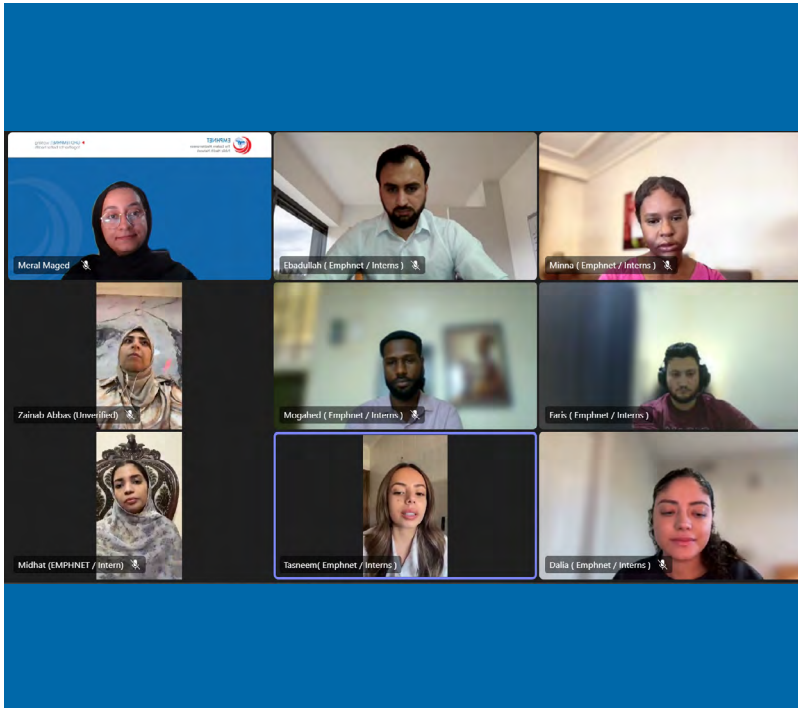 EMPHNET
Meral Maged
Ebadullah ( Emphnet / Interns )
Minna ( Emphnet / Interns )
Zainab Abbas (Unverified)
Mogahed ( Emphnet / Interns )
Faris ( Emphnet / Interns )
Midhat (EMPHNET / Intern)
Tasneem( Emphnet / Interns )
Dalia ( Emphnet / Interns )